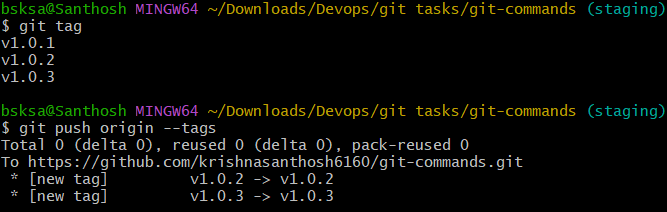 bsksa@Santhosh MINGW64 ~/Downloads/Devops/git tasks/git-commands (staging)
$ git tag
v1.0.1
v1.0.2
v1.0.3
bsksa@Santhosh MINGW64 ~/Downloads/Devops/git tasks/git-commands (staging)
$ git push origin --tags
Total 0 (delta 0), reused 0 (delta 0), pack-reused 0
To https://github.com/krishnasanthosh6160/git-commands.git
 * [new tag]         v1.0.2 -> v1.0.2
 * [new tag]         v1.0.3 -> v1.0.3